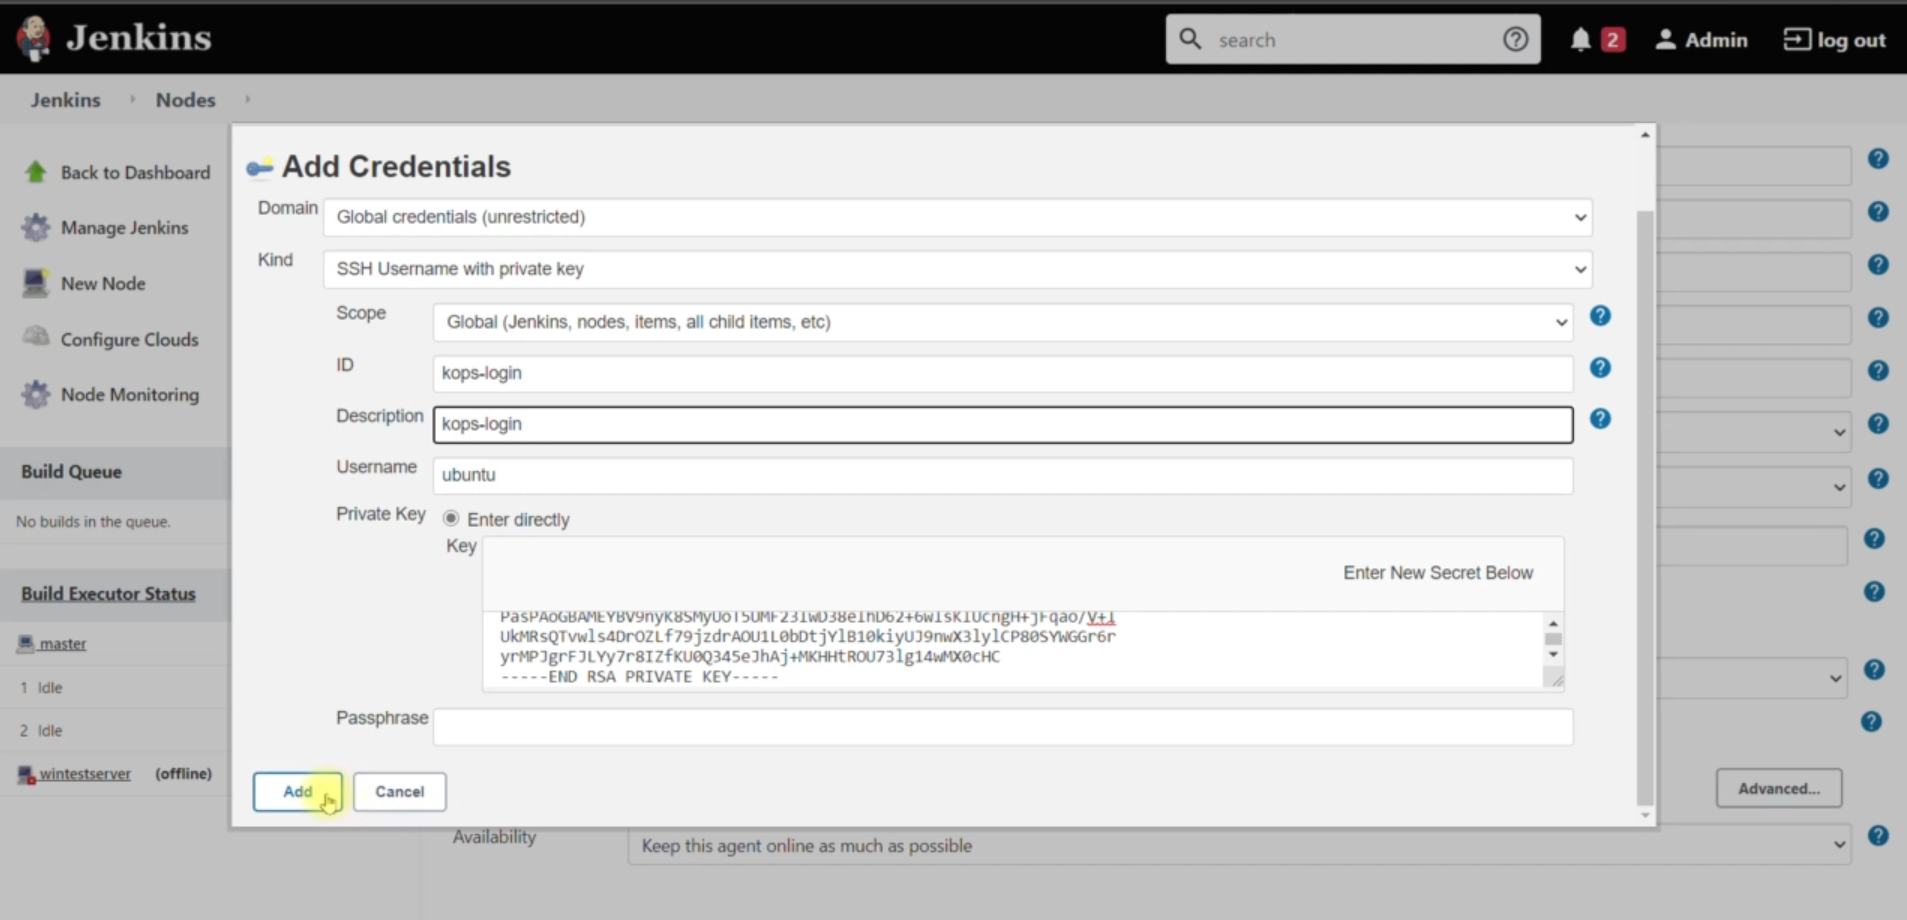 Jenkins
search
2
Admin
log out
Jenkins
Nodes
Back to Dashboard
Manage Jenkins
New Node
Configure Clouds
Node Monitoring
Build Queue
No builds in the queue.
Build Executor Status
master
1 Idle
2 Idle
wintestserver (offline)
Add Credentials
Domain
Global credentials (unrestricted)
Kind
SSH Username with private key
Scope
Global (Jenkins, nodes, items, all child items, etc)
ID
kops-login
Description
kops-login
Username
ubuntu
Private Key
Enter directly
Key
Enter New Secret Below
UkMRsQTvwls4DrOZLf79jzdrAOU1L0bDtjYlB10kiyUJ9nwX3lylCP80SYWGGr6r
yrMPJgrFJLYy7r8IZfKU0Q345eJhAj+MKHHtROU73lg14wMX0cHC
-----END RSA PRIVATE KEY-----
Passphrase
Add
Cancel
Advanced...
Availability
Keep this agent online as much as possible